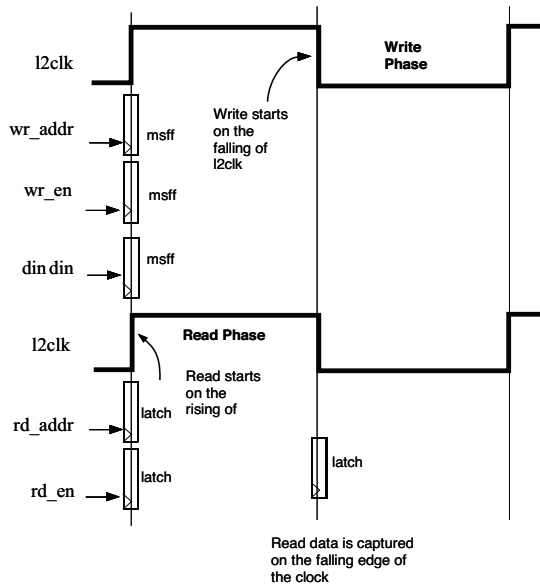 l2clk
Write
Phase
wr_addr
msff
Write starts
on the
falling of
l2clk
wr_en
msff
din din
msff
l2clk
Read Phase
Read starts
on the
rising of
rd_addr
latch
rd_en
latch
latch
Read data is captured
on the falling edge of
the clock